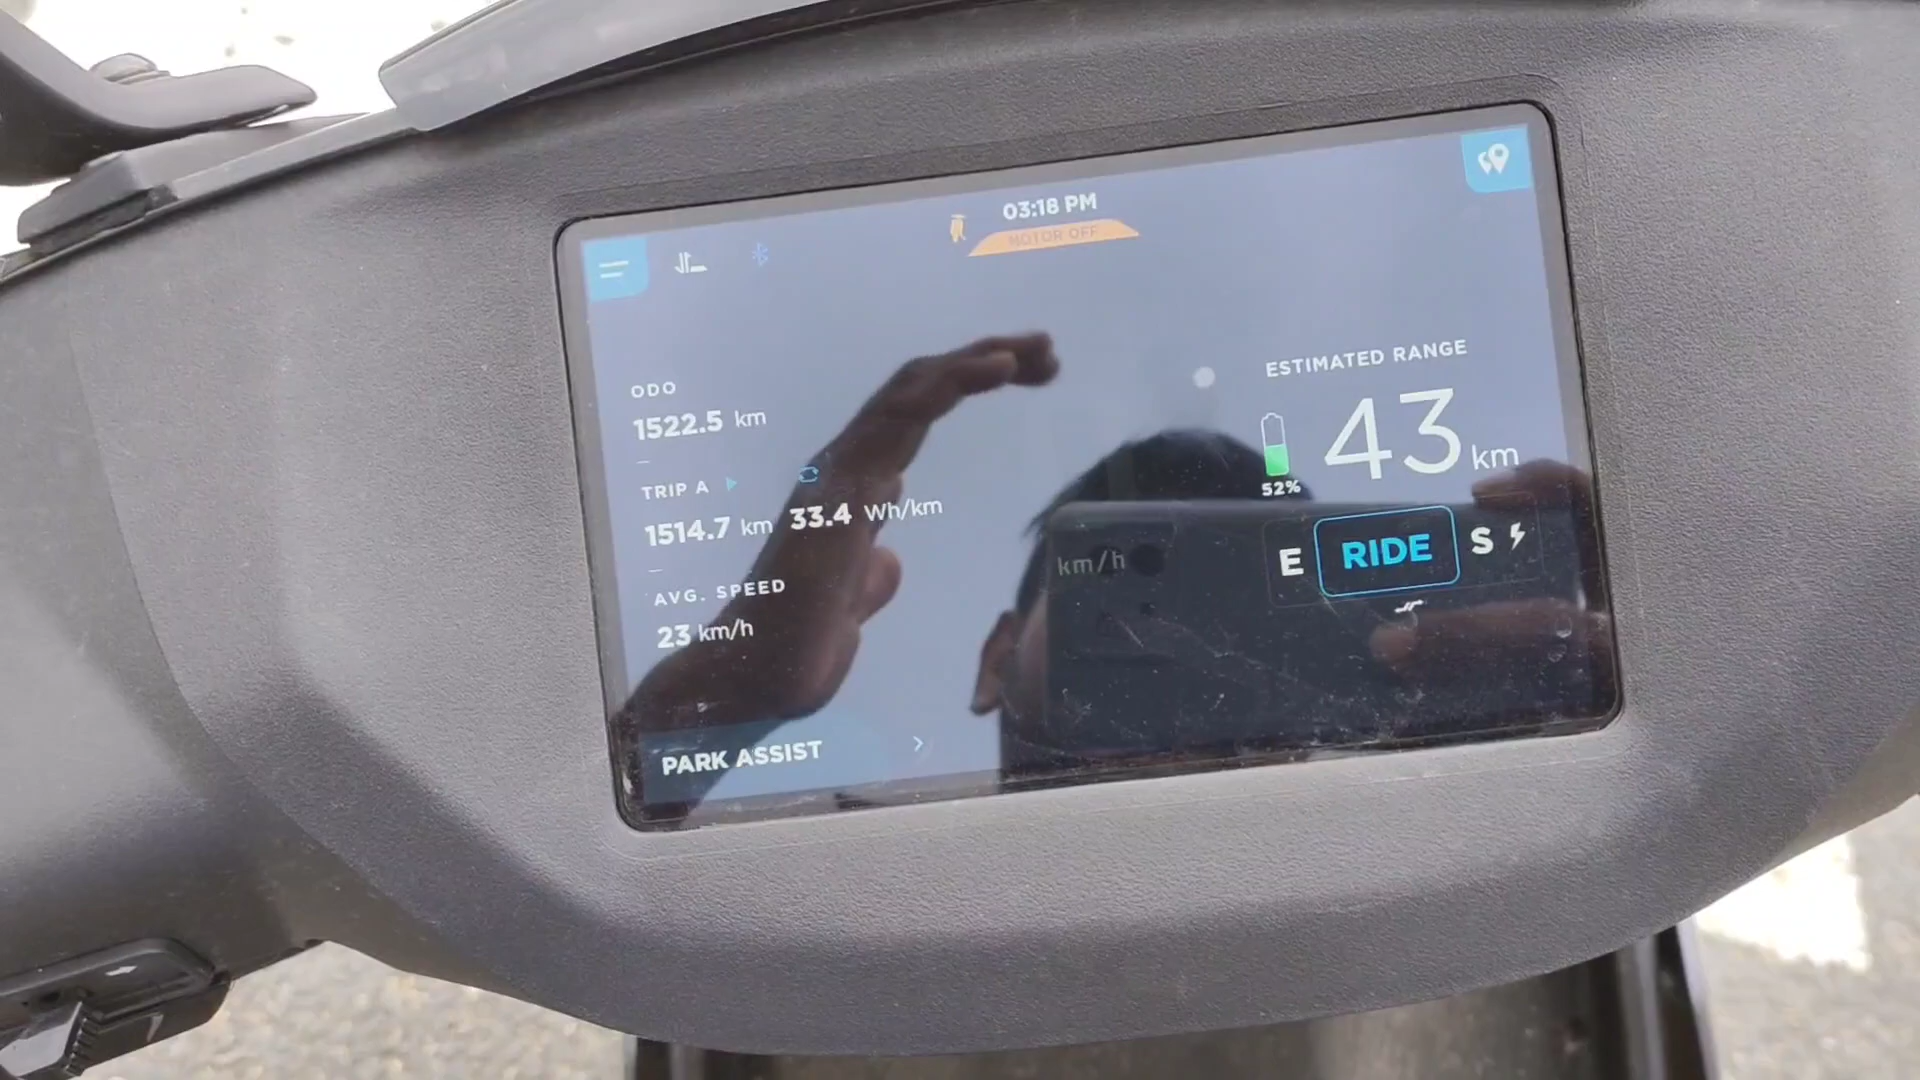 03:18 PM
MOTOR OFF
ODO
1522.5 km
TRIP A
1514.7 km 33.4 Wh/km
AVG. SPEED
23 km/h
PARK ASSIST
ESTIMATED RANGE
43 km
52%
km/h
E RIDE S